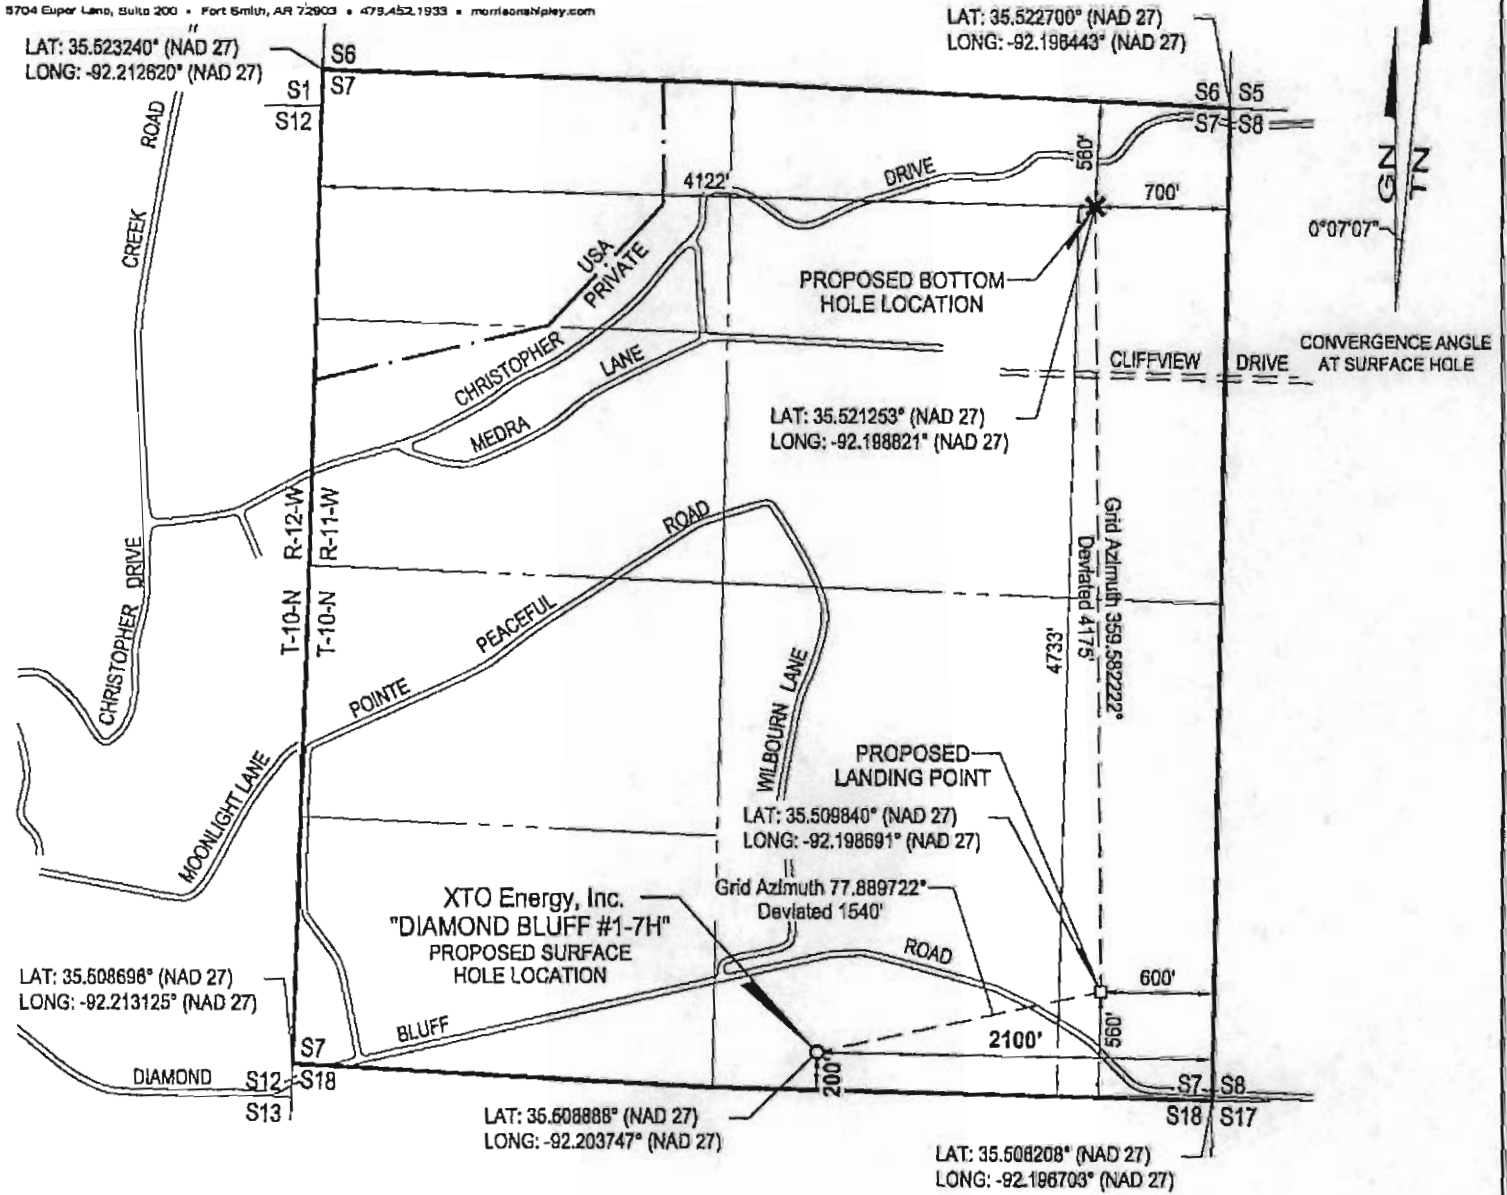 5704 Euper Lane, Suite 200 • Fort Smith, AR 72903 • 479.452.1933 • morrisonshipley.com
LAT: 35.523240° (NAD 27)
LONG: -92.212620° (NAD 27)
LAT: 35.522700° (NAD 27)
LONG: -92.196443° (NAD 27)
S6
S1 S7
S12
S6 S5
S7 S8
GN
TN
0°07'07"
CONVERGENCE ANGLE
AT SURFACE HOLE
CREEK ROAD
4122'
DRIVE
560'
700'
USA
PRIVATE
PROPOSED BOTTOM
HOLE LOCATION
CHRISTOPHER
MEDRA LANE
CLIFFVIEW DRIVE
LAT: 35.521253° (NAD 27)
LONG: -92.198821° (NAD 27)
R-12-W
R-11-W
T-10-N
T-10-N
CHRISTOPHER DRIVE
POINTE PEACEFUL ROAD
WILBOURN LANE
MOONLIGHT LANE
4733'
Grid Azimuth 359.582222°
Deviated 4175'
PROPOSED
LANDING POINT
LAT: 35.509840° (NAD 27)
LONG: -92.198691° (NAD 27)
Grid Azimuth 77.889722°
Deviated 1540'
XTO Energy, Inc.
"DIAMOND BLUFF #1-7H"
PROPOSED SURFACE
HOLE LOCATION
LAT: 35.508696° (NAD 27)
LONG: -92.213125° (NAD 27)
DIAMOND BLUFF ROAD
600'
2100'
560'
200'
S7
S12 S18
S13
S7 S8
S18 S17
LAT: 35.508888° (NAD 27)
LONG: -92.203747° (NAD 27)
LAT: 35.508208° (NAD 27)
LONG: -92.196703° (NAD 27)